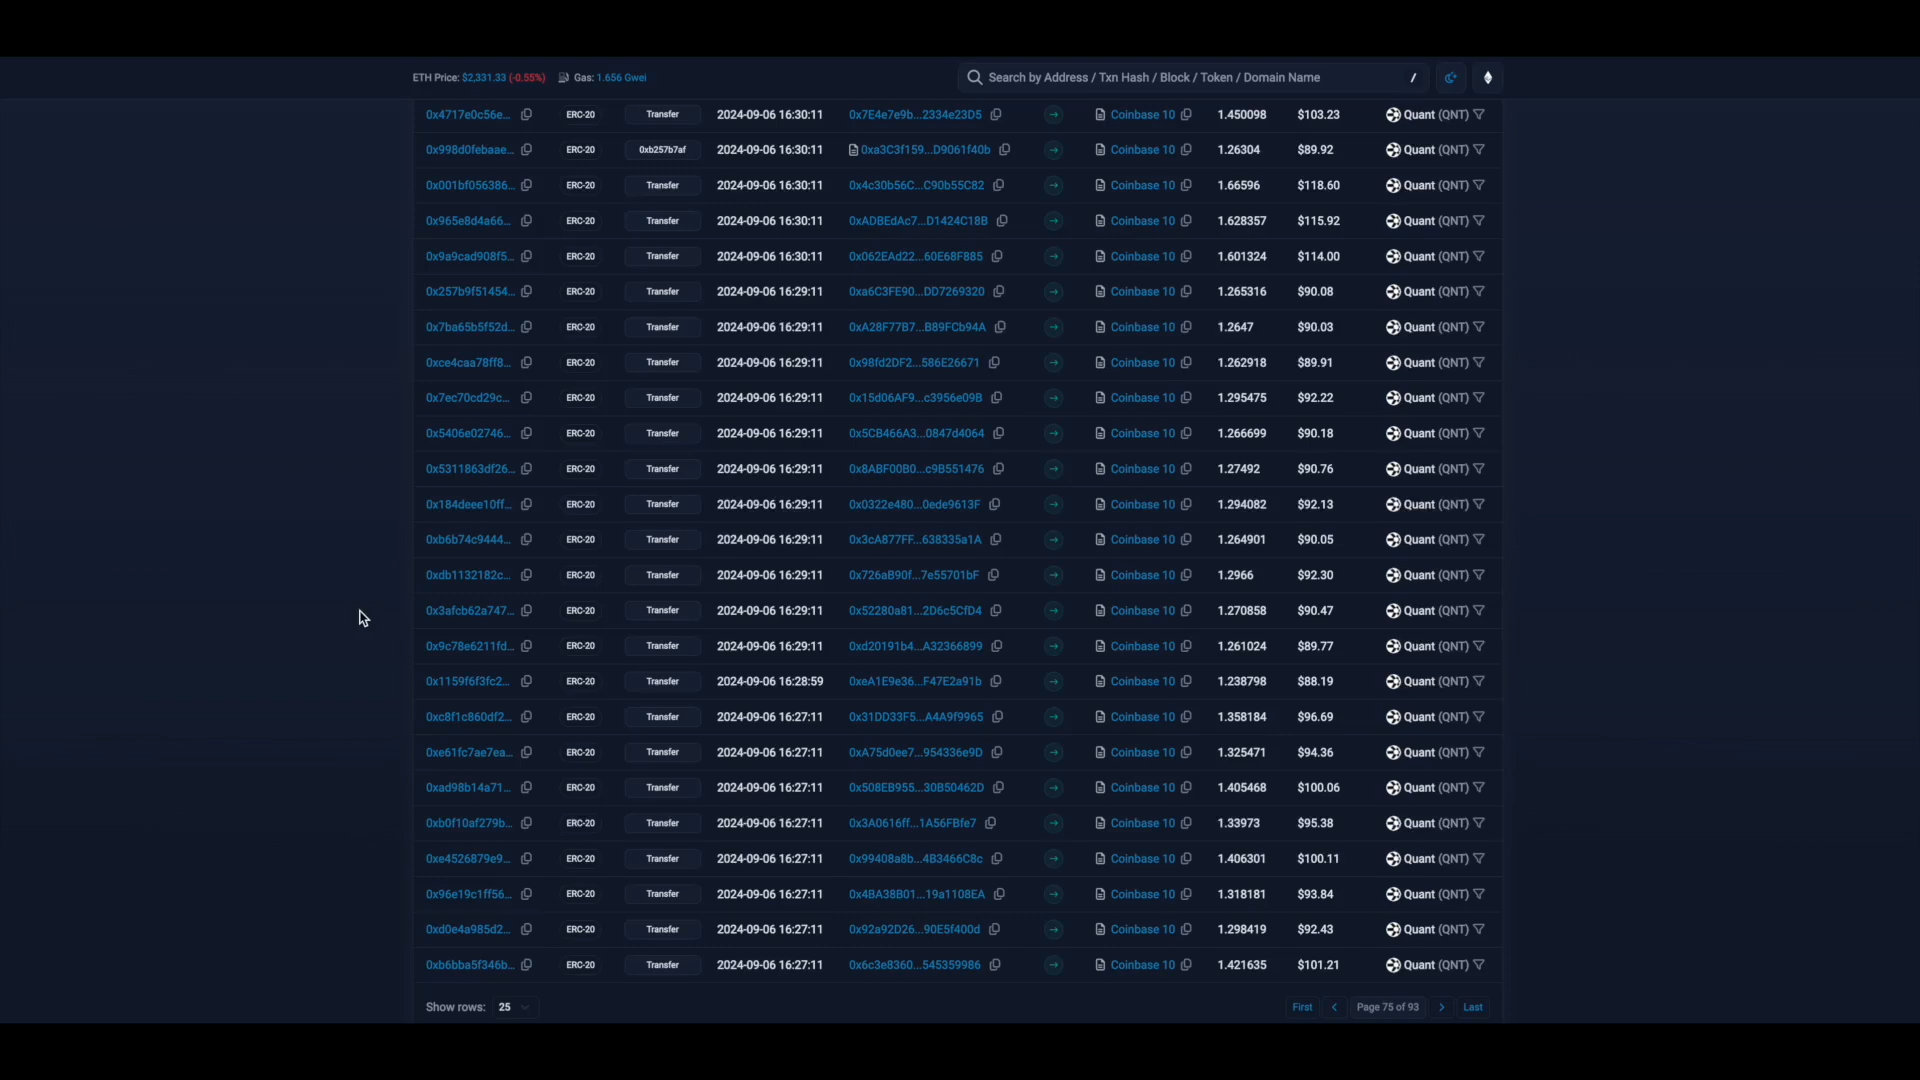 ETH Price: $2,331.33 (-0.55%) Gas: 1.656 Gwei Search by Address / Txn Hash / Block / Token / Domain Name /
0x4717e0c56e... ERC-20 Transfer 2024-09-06 16:30:11 0x7E4e7e9b...2334e23D5 Coinbase 10 1.450098 $103.23 Quant (QNT)
0x998d0febaae... ERC-20 0xb257b7af 2024-09-06 16:30:11 0xa3C3f159...D9061f40b Coinbase 10 1.26304 $89.92 Quant (QNT)
0x001bf056386... ERC-20 Transfer 2024-09-06 16:30:11 0x4c30b56C...C90b55C82 Coinbase 10 1.66596 $118.60 Quant (QNT)
0x965e8d4a66... ERC-20 Transfer 2024-09-06 16:30:11 0xADBEdAc7...D1424C18B Coinbase 10 1.628357 $115.92 Quant (QNT)
0x9a9cad908f5... ERC-20 Transfer 2024-09-06 16:30:11 0x062EAd22...60E68F885 Coinbase 10 1.601324 $114.00 Quant (QNT)
0x257b9f51454... ERC-20 Transfer 2024-09-06 16:29:11 0xa6C3FE90...DD7269320 Coinbase 10 1.265316 $90.08 Quant (QNT)
0x7ba65b5f52d... ERC-20 Transfer 2024-09-06 16:29:11 0xA28F77B7...B89FCb94A Coinbase 10 1.2647 $90.03 Quant (QNT)
0xce4caa78ff8... ERC-20 Transfer 2024-09-06 16:29:11 0x98fd2DF2...586E26671 Coinbase 10 1.262918 $89.91 Quant (QNT)
0x7ec70cd29c... ERC-20 Transfer 2024-09-06 16:29:11 0x15d06AF9...c3956e09B Coinbase 10 1.295475 $92.22 Quant (QNT)
0x5406e02746... ERC-20 Transfer 2024-09-06 16:29:11 0x5CB466A3...0847d4064 Coinbase 10 1.266699 $90.18 Quant (QNT)
0x5311863df26... ERC-20 Transfer 2024-09-06 16:29:11 0x8ABF00B0...c9B551476 Coinbase 10 1.27492 $90.76 Quant (QNT)
0x184deee10ff... ERC-20 Transfer 2024-09-06 16:29:11 0x0322e480...0ede9613F Coinbase 10 1.294082 $92.13 Quant (QNT)
0xb6b74c9444... ERC-20 Transfer 2024-09-06 16:29:11 0x3cA877FF...638335a1A Coinbase 10 1.264901 $90.05 Quant (QNT)
0xdb1132182c... ERC-20 Transfer 2024-09-06 16:29:11 0x726aB90f...7e55701bF Coinbase 10 1.2966 $92.30 Quant (QNT)
0x3afcb62a747... ERC-20 Transfer 2024-09-06 16:29:11 0x52280a81...2D6c5CfD4 Coinbase 10 1.270858 $90.47 Quant (QNT)
0x9c78e6211fd... ERC-20 Transfer 2024-09-06 16:29:11 0xd20191b4...A32366899 Coinbase 10 1.261024 $89.77 Quant (QNT)
0x1159f6f3fc2... ERC-20 Transfer 2024-09-06 16:28:59 0xeA1E9e36...F47E2a91b Coinbase 10 1.238798 $88.19 Quant (QNT)
0xc8f1c860df2... ERC-20 Transfer 2024-09-06 16:27:11 0x31DD33F5...A4A9f9965 Coinbase 10 1.358184 $96.69 Quant (QNT)
0xe61fc7ae7ea... ERC-20 Transfer 2024-09-06 16:27:11 0xA75d0ee7...954336e9D Coinbase 10 1.325471 $94.36 Quant (QNT)
0xad98b14a71... ERC-20 Transfer 2024-09-06 16:27:11 0x508EB955...30B50462D Coinbase 10 1.405468 $100.06 Quant (QNT)
0xb0f10af279b... ERC-20 Transfer 2024-09-06 16:27:11 0x3A0616ff...1A56FBfe7 Coinbase 10 1.33973 $95.38 Quant (QNT)
0xe4526879e9... ERC-20 Transfer 2024-09-06 16:27:11 0x99408a8b...4B3466C8c Coinbase 10 1.406301 $100.11 Quant (QNT)
0x96e19c1ff56... ERC-20 Transfer 2024-09-06 16:27:11 0x4BA38B01...19a1108EA Coinbase 10 1.318181 $93.84 Quant (QNT)
0xd0e4a985d2... ERC-20 Transfer 2024-09-06 16:27:11 0x92a92D26...90E5f400d Coinbase 10 1.298419 $92.43 Quant (QNT)
0xb6bba5f346b... ERC-20 Transfer 2024-09-06 16:27:11 0x6c3e8360...545359986 Coinbase 10 1.421635 $101.21 Quant (QNT)
Show rows: 25 First Page 75 of 93 Last